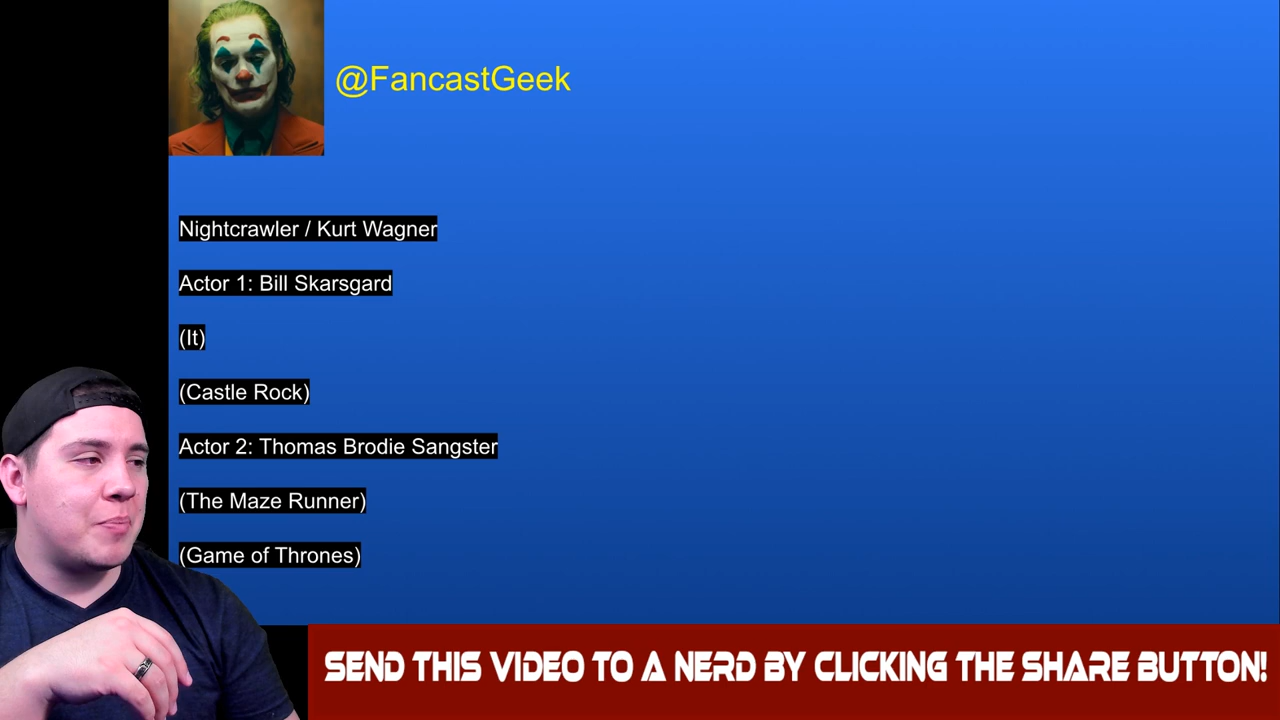 @FancastGeek
Nightcrawler / Kurt Wagner
Actor 1: Bill Skarsgard
(It)
(Castle Rock)
Actor 2: Thomas Brodie Sangster
(The Maze Runner)
(Game of Thrones)
SEND THIS VIDEO TO A NERD BY CLICKING THE SHARE BUTTON!